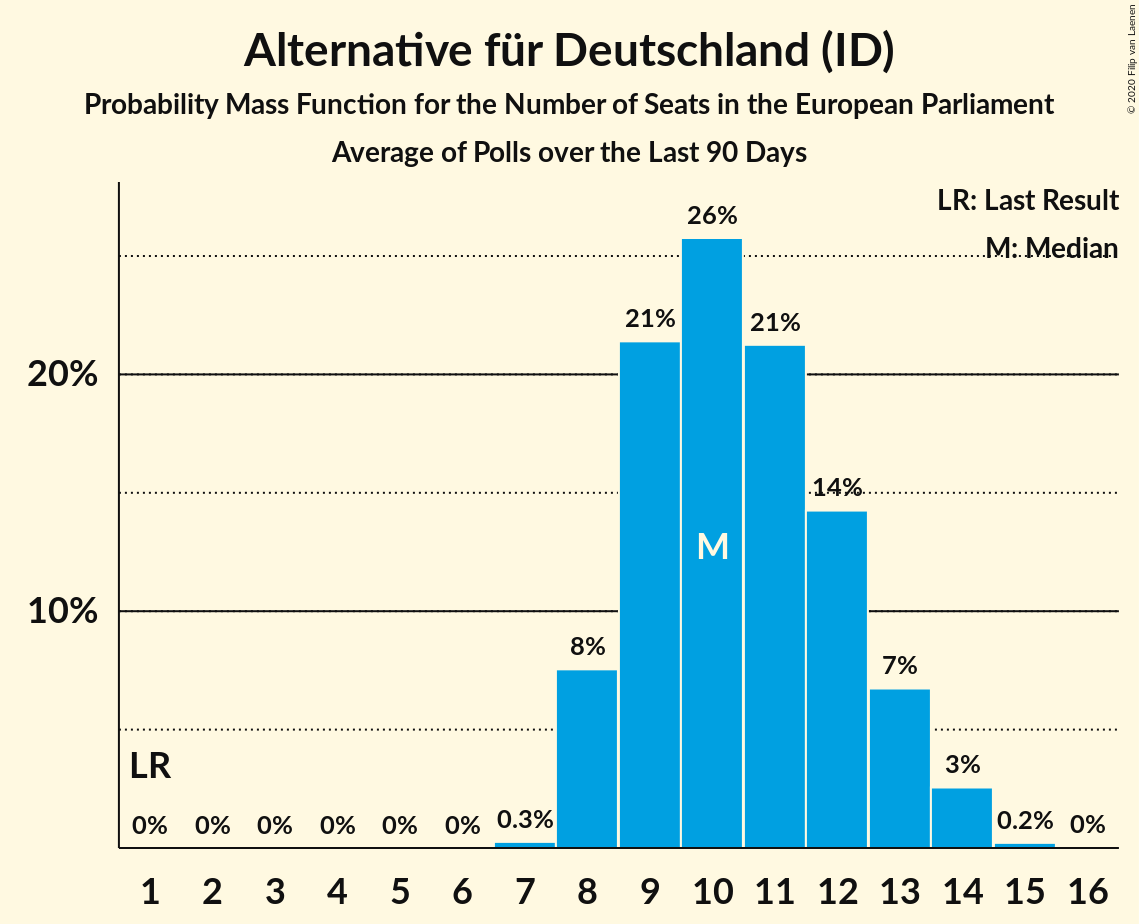 Alternative für Deutschland (ID)
Probability Mass Function for the Number of Seats in the European Parliament
Average of Polls over the Last 90 Days
© 2020 Filip van Laenen
LR: Last Result
M: Median
26%
21%
21%
20%
14%
M
10%
8%
7%
LR
3%
0%
0%
0%
0%
0%
0%
0.3%
0.2%
0%
1 2 3 4 5 6 7 8 9 10 11 12 13 14 15 16